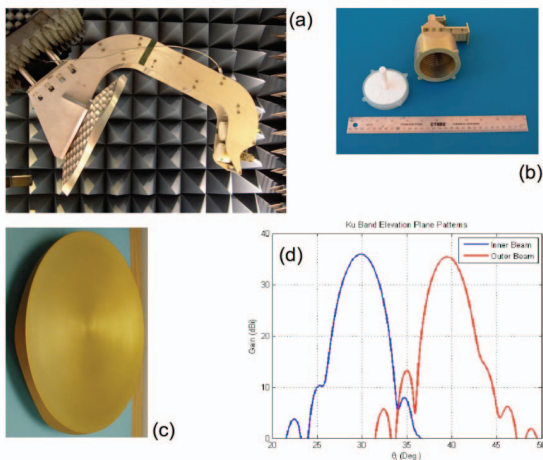 (a)
(b)
(c)
Ku Band Elevation Plane Patterns
(d)
Inner Beam
Outer Beam
Gain (dBi)
40
30
20
10
0
20
25
30
35
40
45
50
θ, (Deg.)